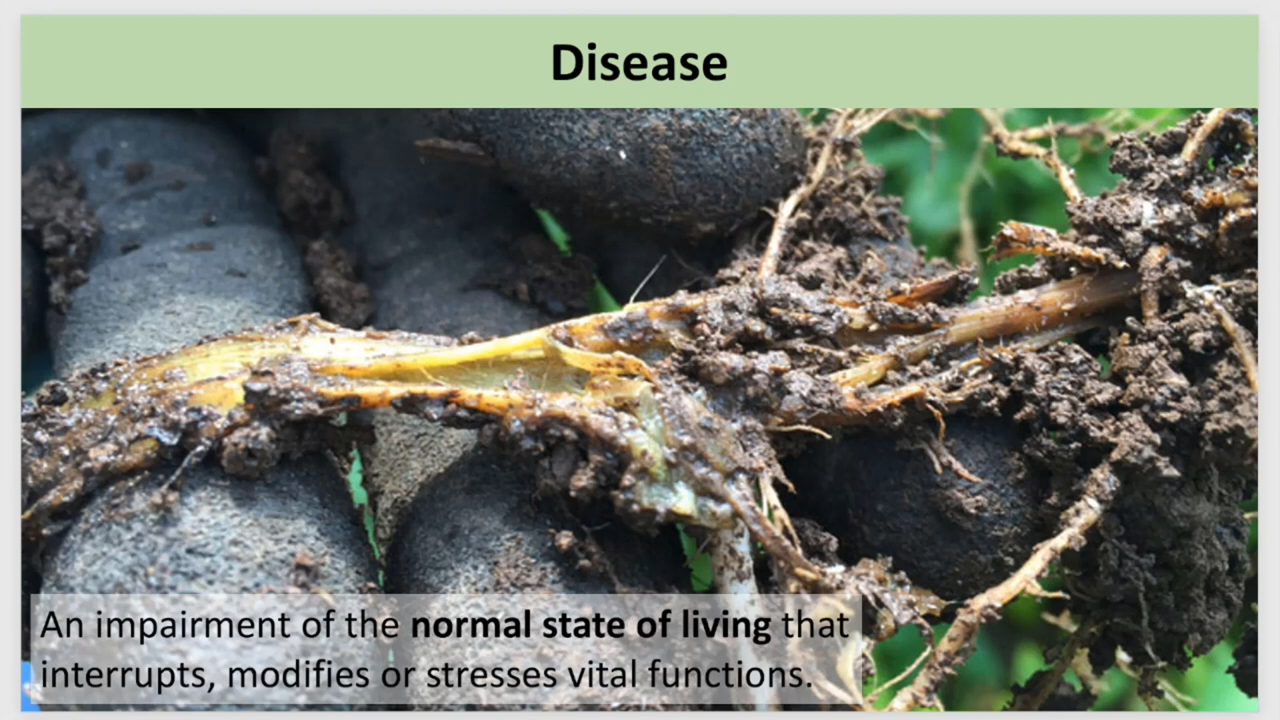 Disease
An impairment of the normal state of living that
interrupts, modifies or stresses vital functions.